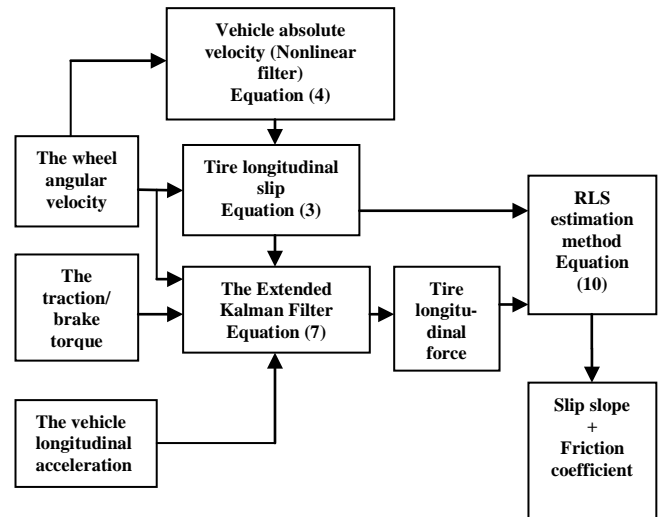 Vehicle absolute
velocity (Nonlinear
filter)
Equation (4)
The wheel
angular
velocity
Tire longitudinal
slip
Equation (3)
RLS
estimation
method
Equation
(10)
The
traction/
brake
torque
The Extended
Kalman Filter
Equation (7)
Tire
longitu-
dinal
force
The vehicle
longitudinal
acceleration
Slip slope
+
Friction
coefficient